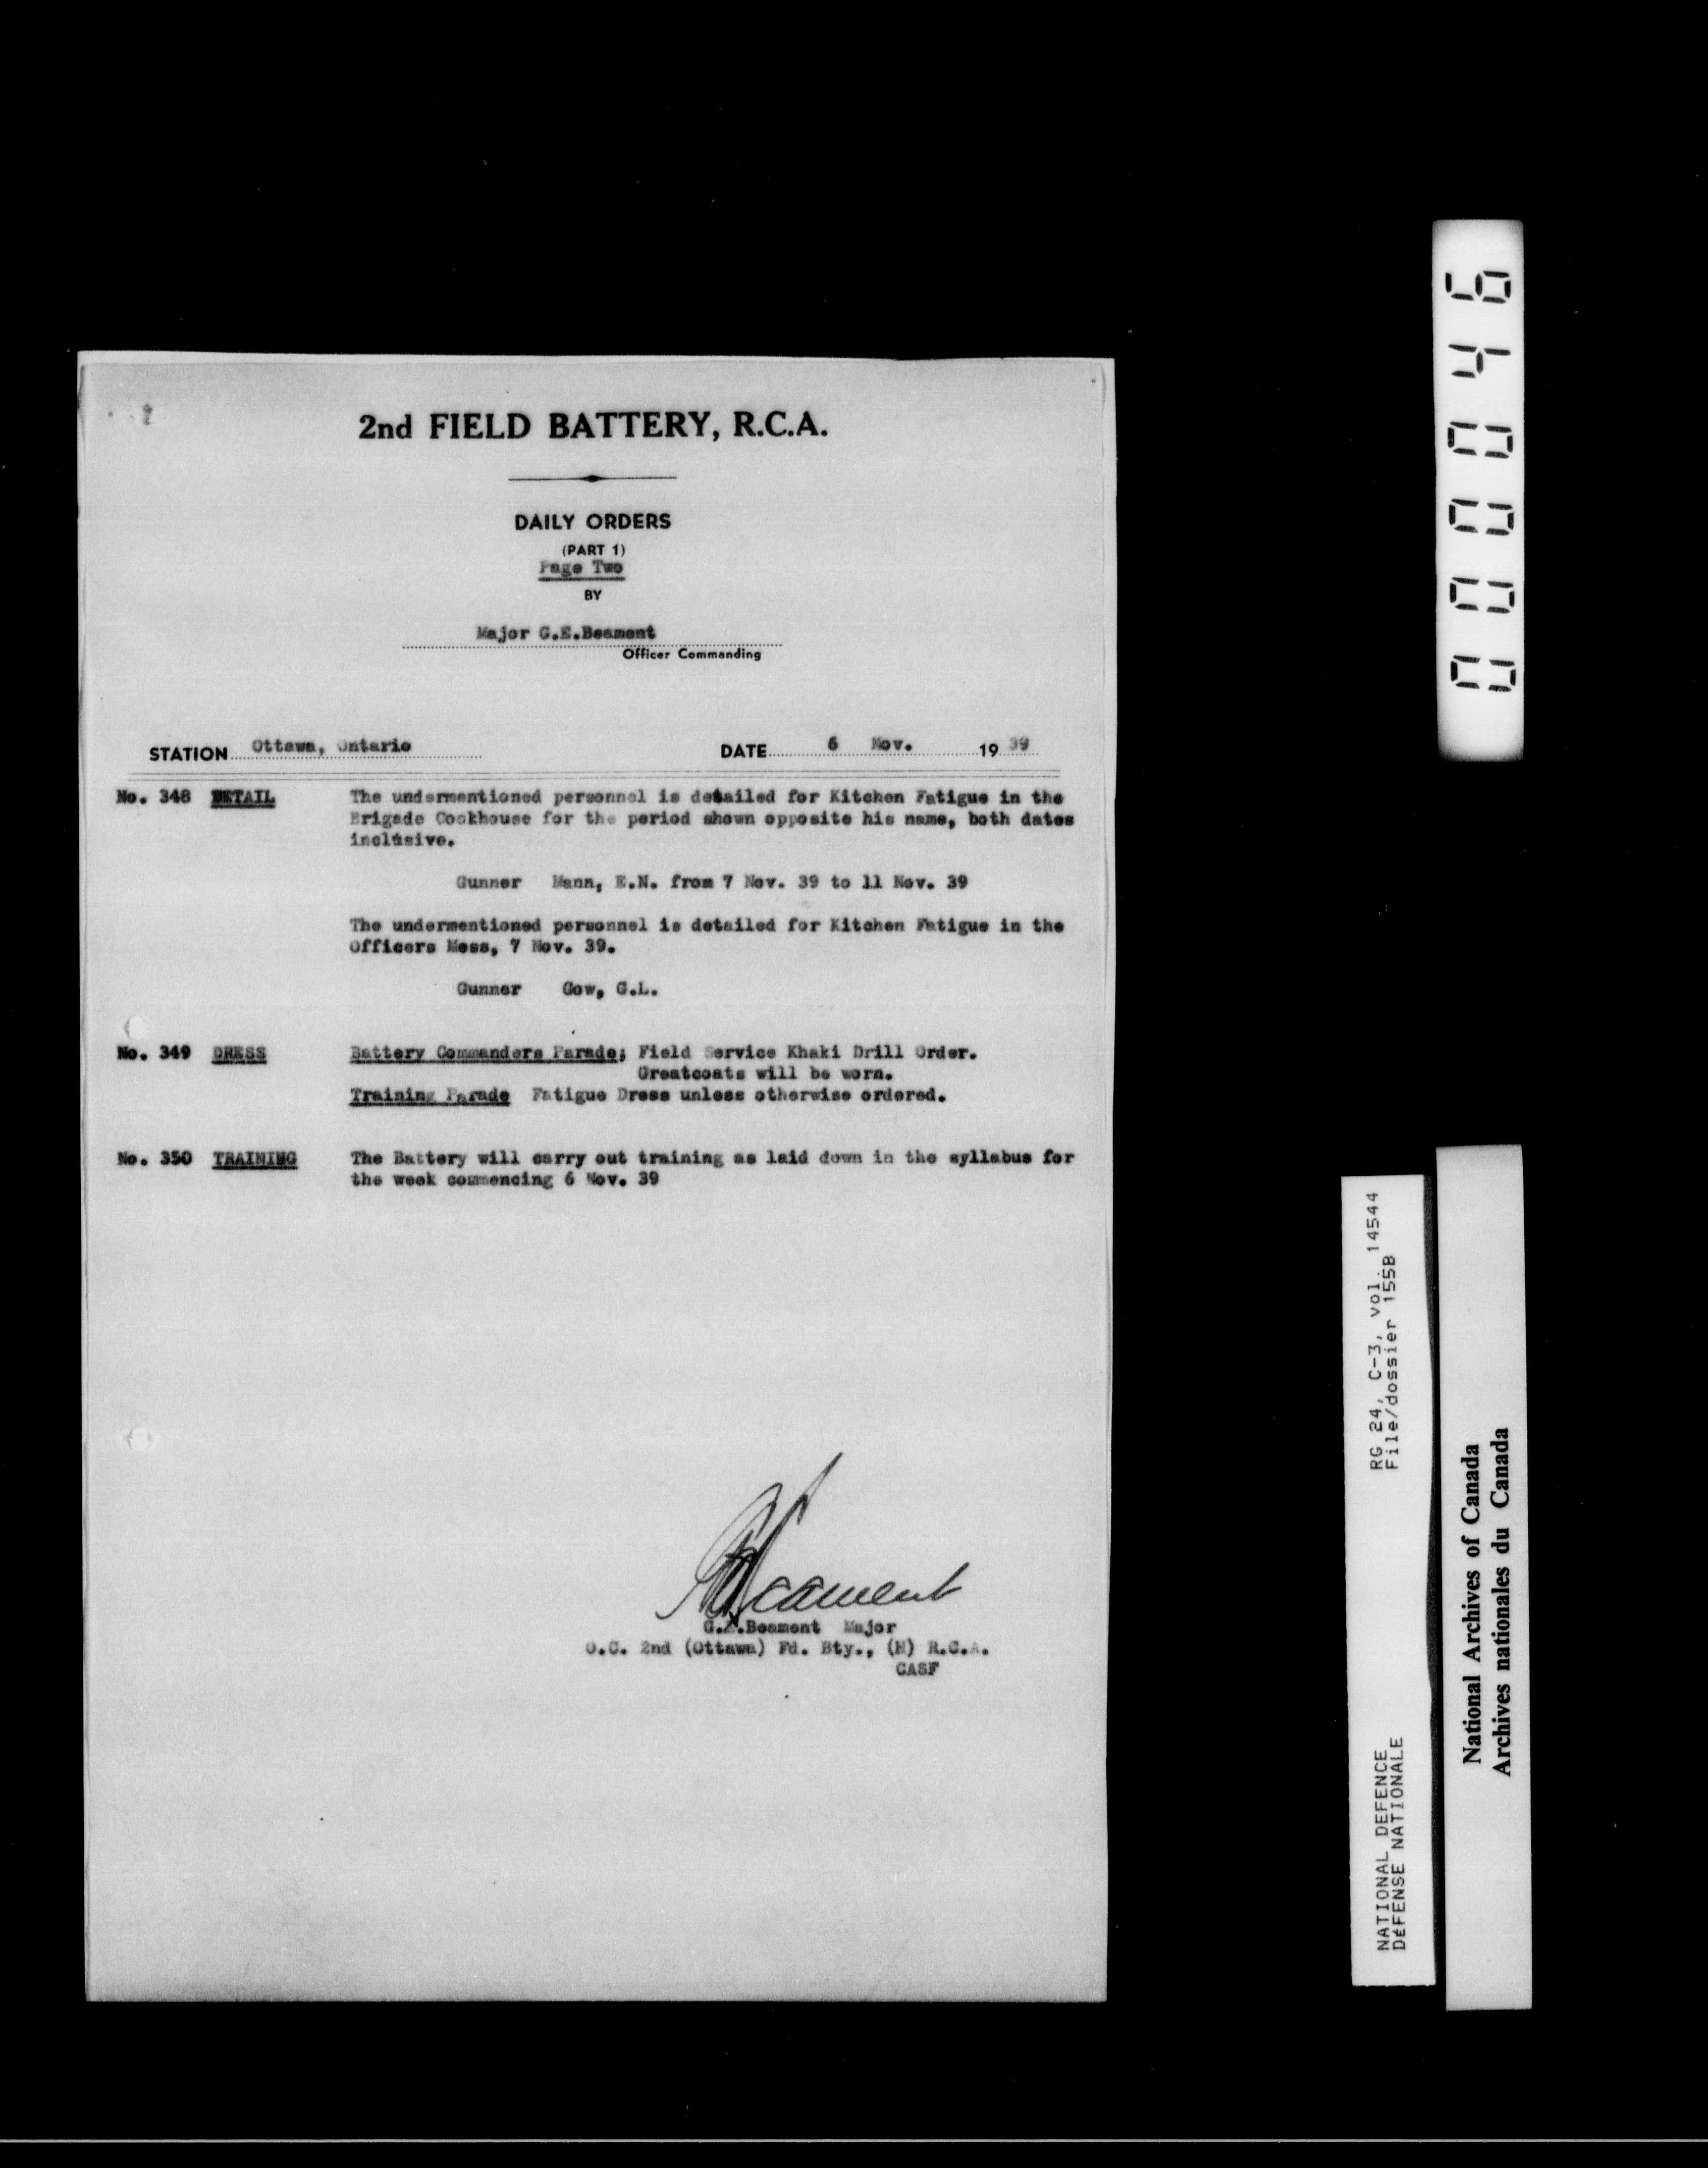 2nd FIELD BATTERY, R.C.A.
DAILY ORDERS
(PART 1)
Page Two
BY
Major G.E.Beament
Officer Commanding
STATION Ottawa, Ontario DATE 6 Nov. 1939
No. 348 DETAIL The undermentioned personnel is detailed for Kitchen Fatigue in the
Brigade Cookhouse for the period shown opposite his name, both dates
inclusive.
Gunner Mann, E.N. from 7 Nov. 39 to 11 Nov. 39
The undermentioned personnel is detailed for Kitchen Fatigue in the
Officers Mess, 7 Nov. 39.
Gunner Gow, G.L.
No. 349 DRESS Battery Commanders Parade; Field Service Khaki Drill Order.
Greatcoats will be worn.
Training Parade Fatigue Dress unless otherwise ordered.
No. 350 TRAINING The Battery will carry out training as laid down in the syllabus for
the week commencing 6 Nov. 39
GEBeament
G.E.Beament Major
O.C. 2nd (Ottawa) Fd. Bty., (H) R.C.A.
CASF
000046
RG 24, C-3, vol. 14544
File/dossier 155B
NATIONAL DEFENCE
DÉFENSE NATIONALE
National Archives of Canada
Archives nationales du Canada